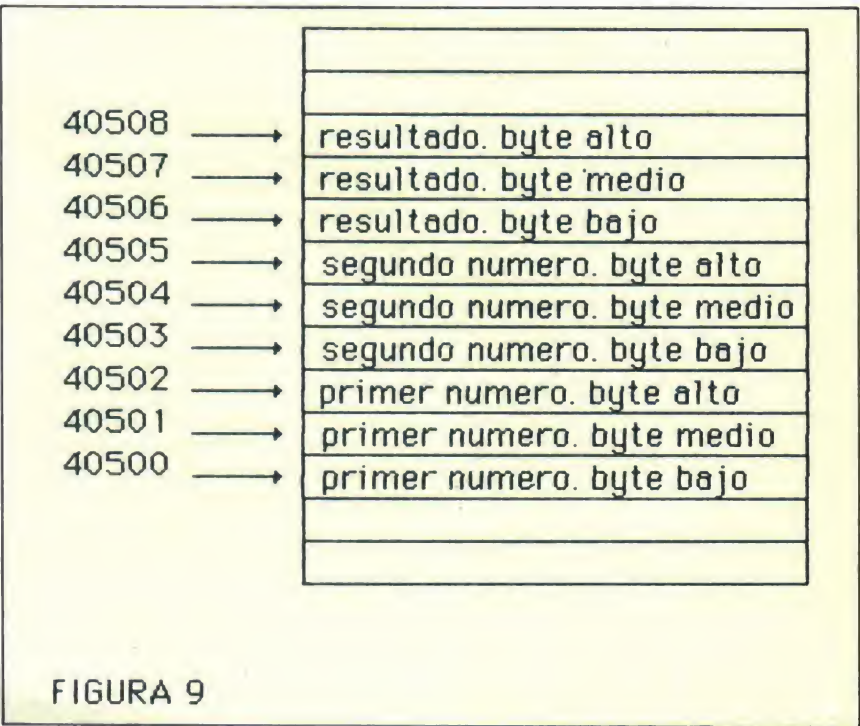 40508 resultado. byte alto
40507 resultado. byte medio
40506 resultado. byte bajo
40505 segundo numero. byte alto
40504 segundo numero. byte medio
40503 segundo numero. byte bajo
40502 primer numero. byte alto
40501 primer numero. byte medio
40500 primer numero. byte bajo
FIGURA 9